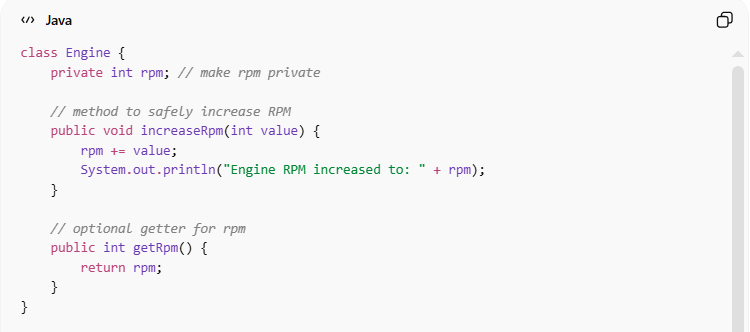 Java
class Engine {
    private int rpm; // make rpm private
    // method to safely increase RPM
    public void increaseRpm(int value) {
        rpm += value;
        System.out.println("Engine RPM increased to: " + rpm);
    }
    // optional getter for rpm
    public int getRpm() {
        return rpm;
    }
}